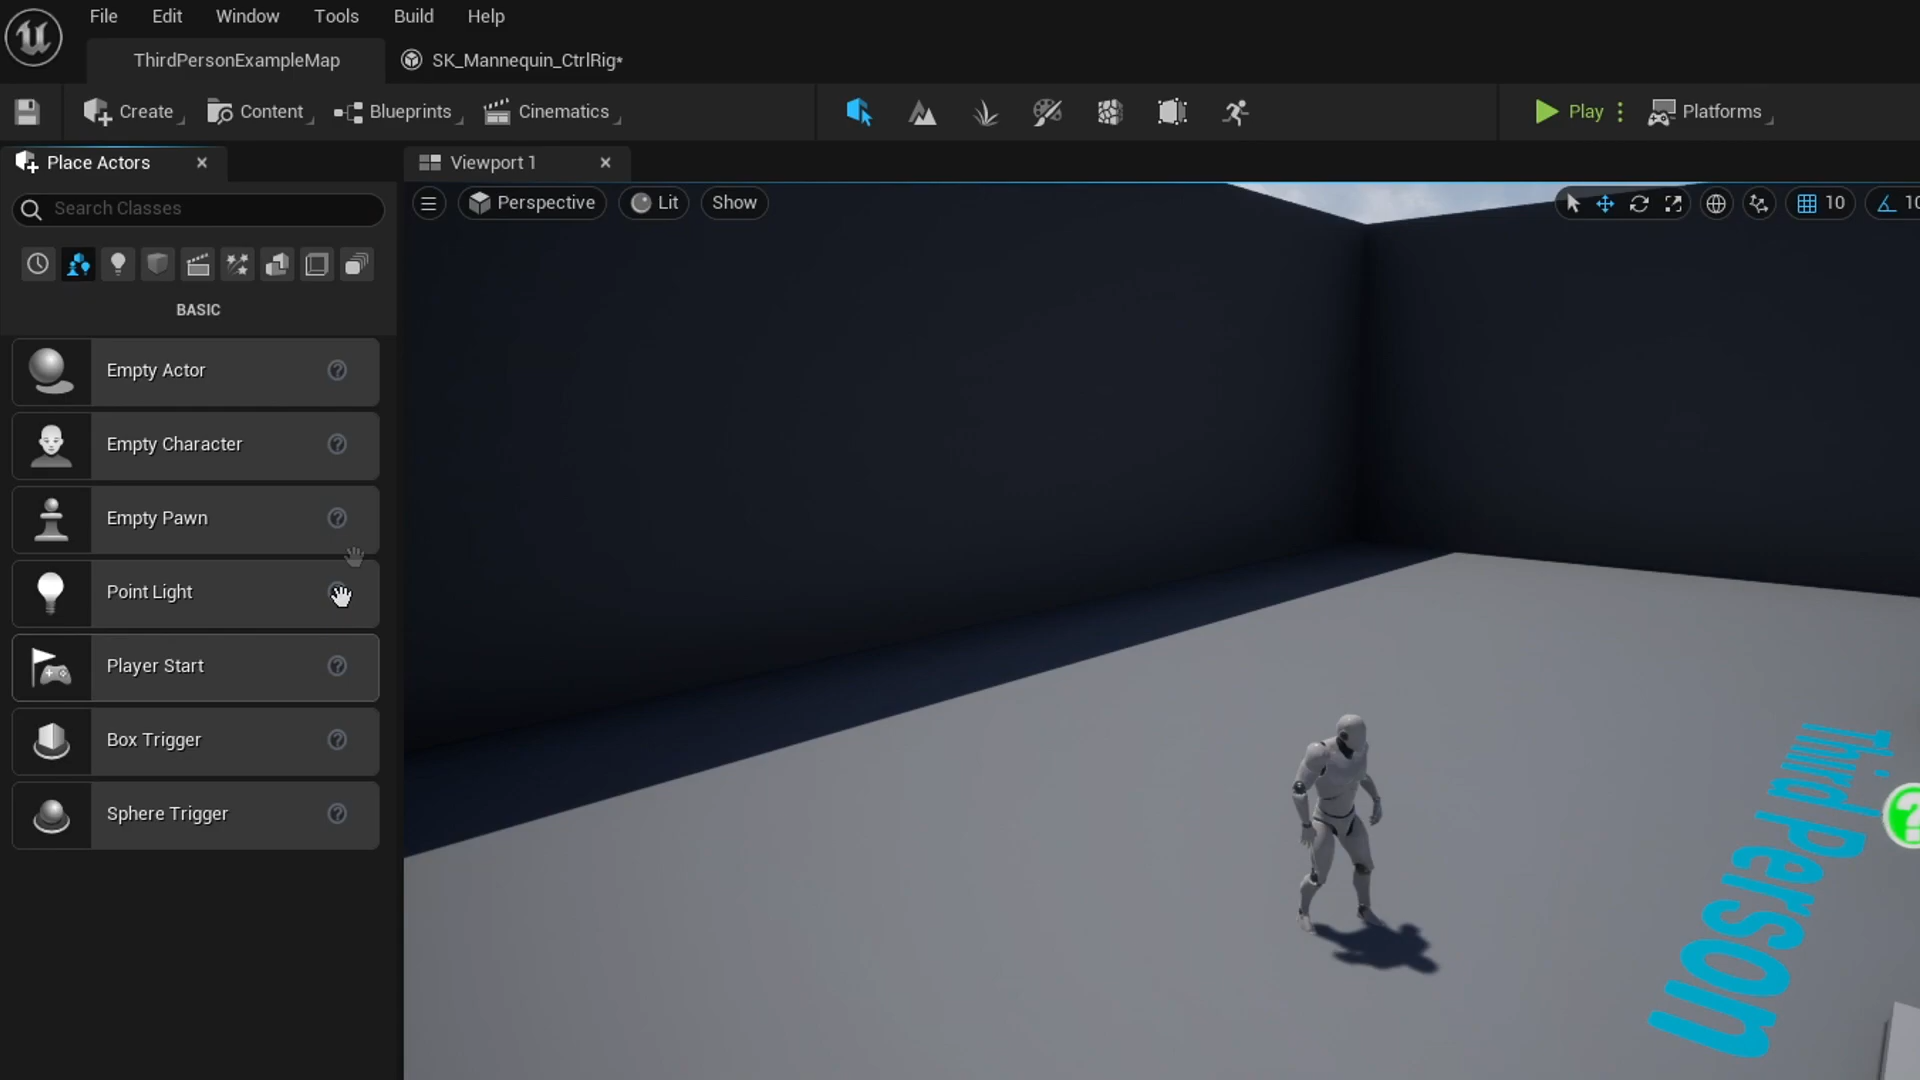 File Edit Window Tools Build Help
ThirdPersonExampleMap SK_Mannequin_CtrlRig*
Create Content Blueprints Cinematics Play Platforms
Place Actors Viewport 1
Search Classes Perspective Lit Show 10 10
BASIC
Empty Actor
Empty Character
Empty Pawn
Point Light
Player Start
Box Trigger
Sphere Trigger
Third Person